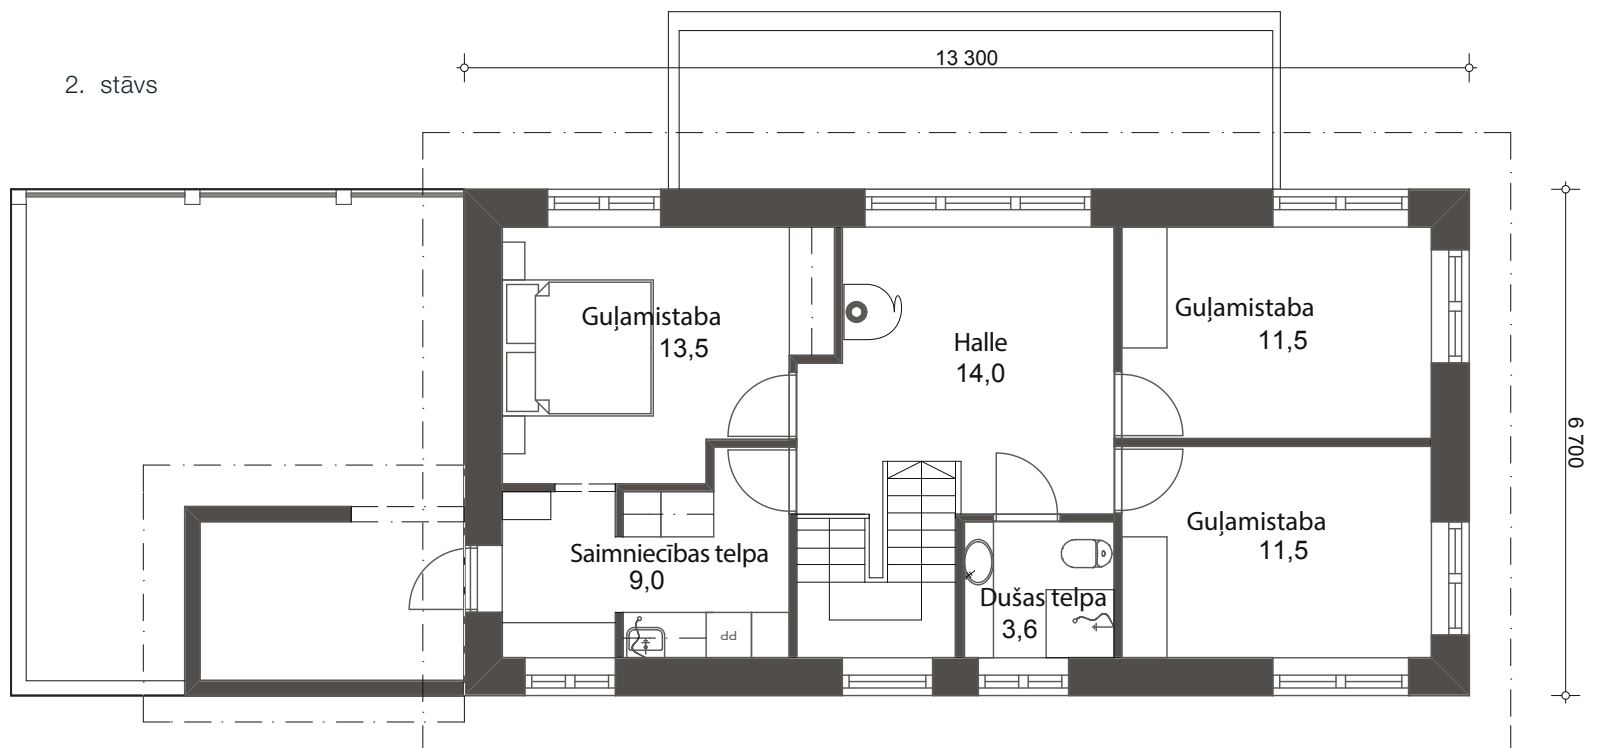 13 300
2. stāvs
Guļamistaba
13,5
Halle
14,0
Guļamistaba
11,5
6 700
Guļamistaba
11,5
Saimniecības telpa
9,0
Dušas telpa
3,6
PP